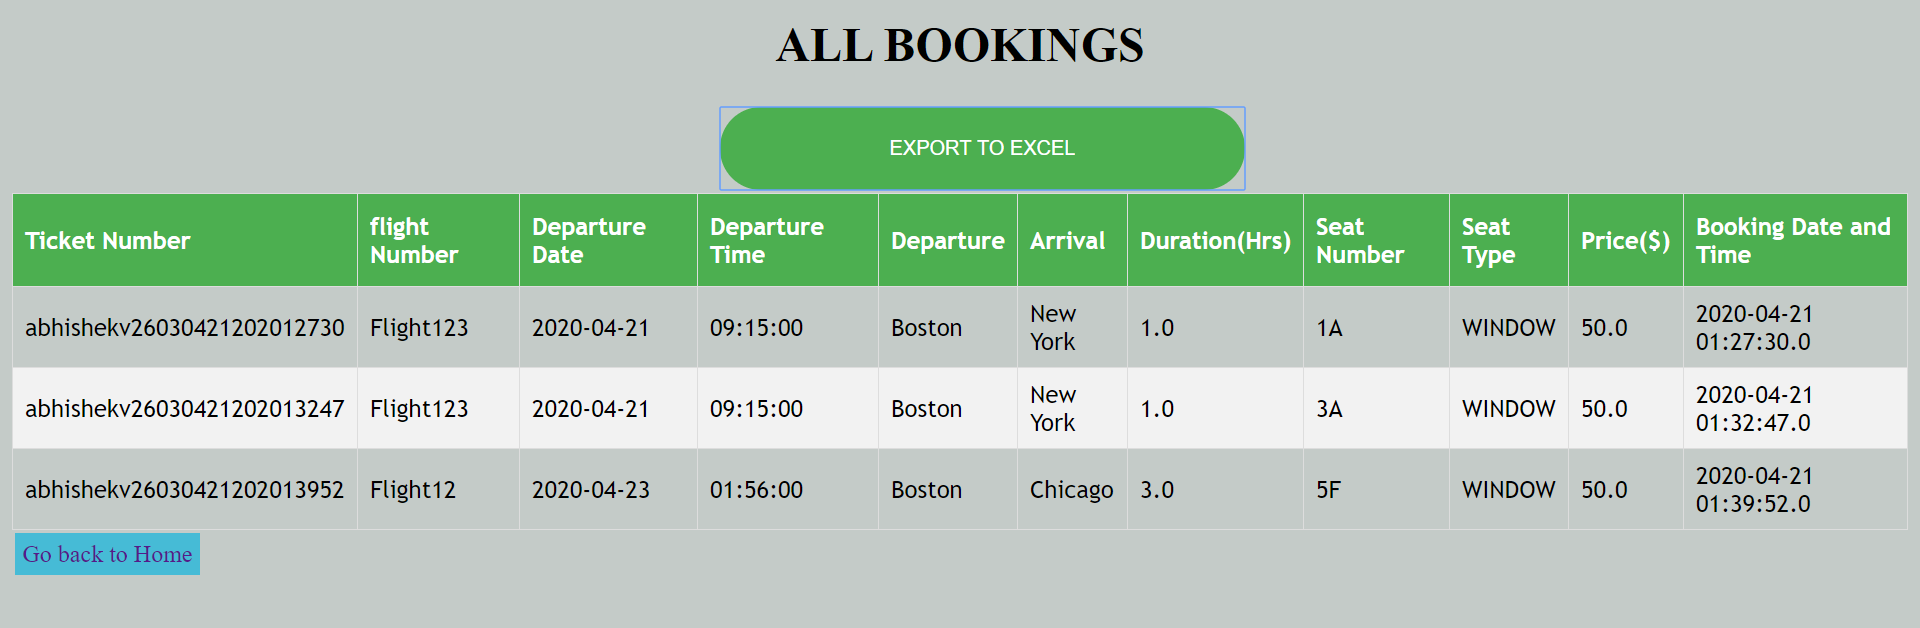 ALL BOOKINGS
EXPORT TO EXCEL
Ticket Number flight Number Departure Date Departure Time Departure Arrival Duration(Hrs) Seat Number Seat Type Price($) Booking Date and Time
abhishekv26030421202012730 Flight123 2020-04-21 09:15:00 Boston New York 1.0 1A WINDOW 50.0 2020-04-21 01:27:30.0
abhishekv26030421202013247 Flight123 2020-04-21 09:15:00 Boston New York 1.0 3A WINDOW 50.0 2020-04-21 01:32:47.0
abhishekv26030421202013952 Flight12 2020-04-23 01:56:00 Boston Chicago 3.0 5F WINDOW 50.0 2020-04-21 01:39:52.0
Go back to Home